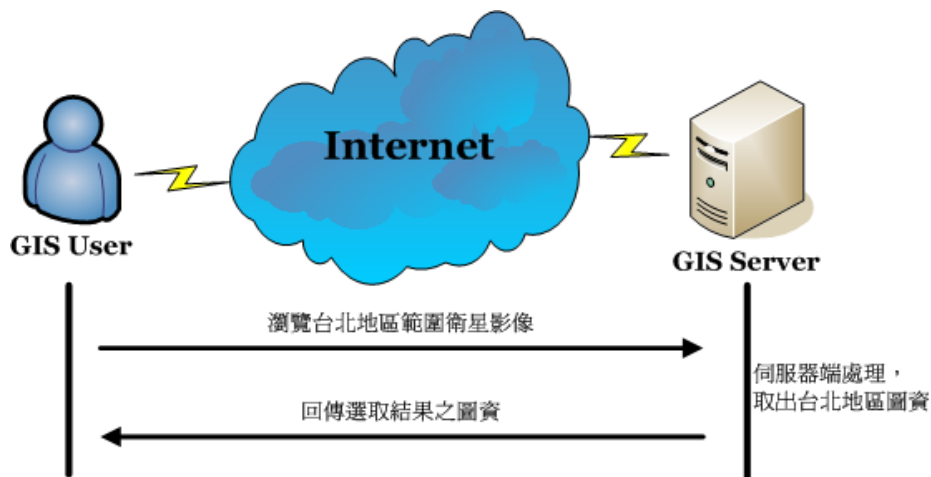 Internet
GIS User
GIS Server
瀏覽台北地區範圍衛星影像
伺服器端處理，
取出台北地區圖資
回傳選取結果之圖資